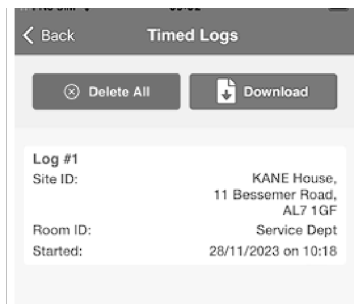 Back
Timed Logs
Delete All
Download
Log #1
Site ID: KANE House,
11 Bessemer Road,
AL7 1GF
Room ID: Service Dept
Started: 28/11/2023 on 10:18